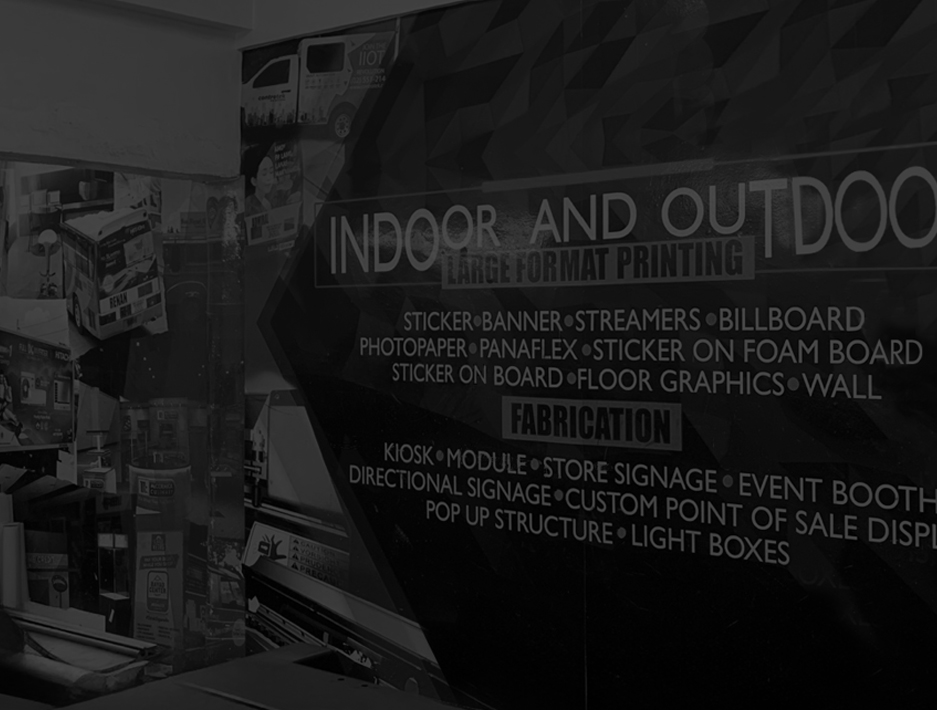 INDOOR AND OUTDOO
LARGE FORMAT PRINTING
STICKER•BANNER•STREAMERS•BILLBOARD
PHOTOPAPER•PANAFLEX•STICKER ON FOAM BOARD
STICKER ON BOARD•FLOOR GRAPHICS•WALL
FABRICATION
KIOSK•MODULE•STORE SIGNAGE•EVENT BOOTH
DIRECTIONAL SIGNAGE•CUSTOM POINT OF SALE DISPL
POP UP STRUCTURE•LIGHT BOXES